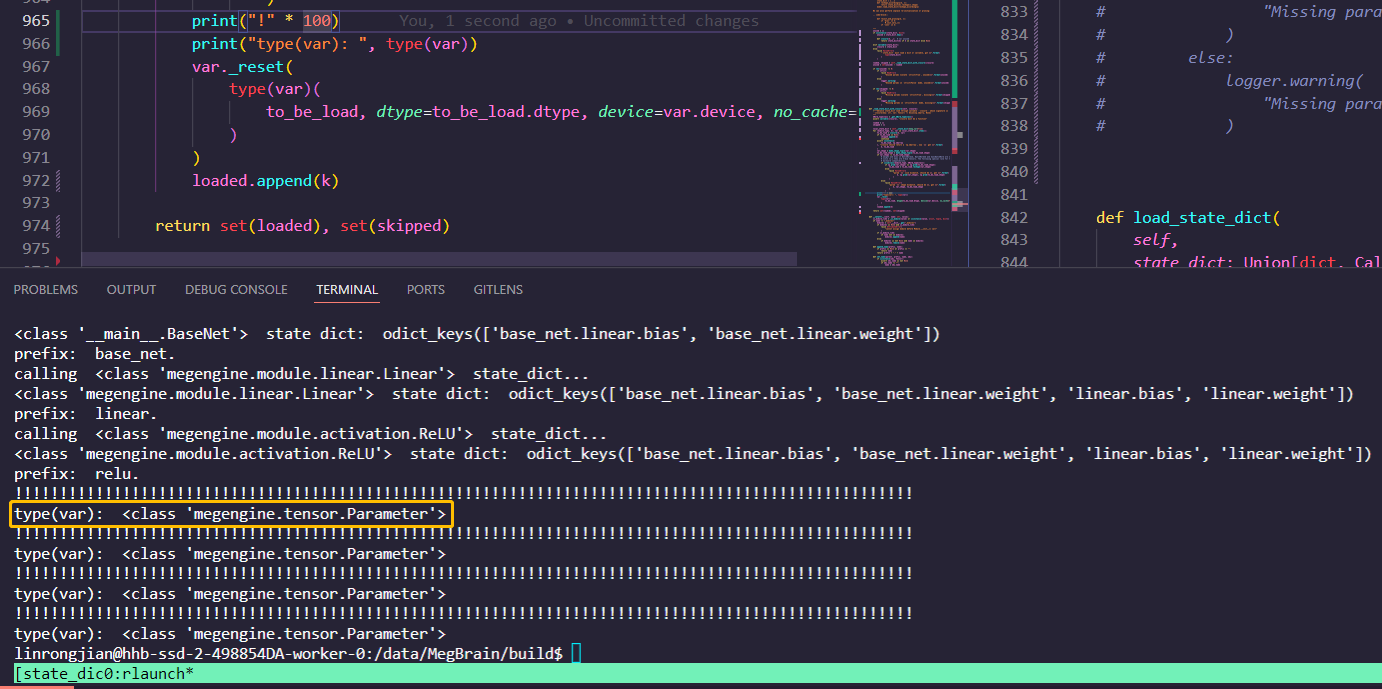 965 print("!" * 100) You, 1 second ago • Uncommitted changes
966 print("type(var): ", type(var))
967 var._reset(
968 type(var)(
969 to_be_load, dtype=to_be_load.dtype, device=var.device, no_cache=
970 )
971 )
972 loaded.append(k)
973
974 return set(loaded), set(skipped)
975
833 # "Missing para
834 # )
835 # else:
836 # logger.warning(
837 # "Missing para
838 # )
839
840
841
842 def load_state_dict(
843 self,
844 state_dict: Union[dict, Cal
PROBLEMS OUTPUT DEBUG CONSOLE TERMINAL PORTS GITLENS
<class '__main__.BaseNet'>  state dict:  odict_keys(['base_net.linear.bias', 'base_net.linear.weight'])
prefix:  base_net.
calling  <class 'megengine.module.linear.Linear'>  state_dict...
<class 'megengine.module.linear.Linear'>  state dict:  odict_keys(['base_net.linear.bias', 'base_net.linear.weight', 'linear.bias', 'linear.weight'])
prefix:  linear.
calling  <class 'megengine.module.activation.ReLU'>  state_dict...
<class 'megengine.module.activation.ReLU'>  state dict:  odict_keys(['base_net.linear.bias', 'base_net.linear.weight', 'linear.bias', 'linear.weight'])
prefix:  relu.
!!!!!!!!!!!!!!!!!!!!!!!!!!!!!!!!!!!!!!!!!!!!!!!!!!!!!!!!!!!!!!!!!!!!!!!!!!!!!!!!!!!!!!!!!!!!!!!!!!!!
type(var):  <class 'megengine.tensor.Parameter'>
!!!!!!!!!!!!!!!!!!!!!!!!!!!!!!!!!!!!!!!!!!!!!!!!!!!!!!!!!!!!!!!!!!!!!!!!!!!!!!!!!!!!!!!!!!!!!!!!!!!!
type(var):  <class 'megengine.tensor.Parameter'>
!!!!!!!!!!!!!!!!!!!!!!!!!!!!!!!!!!!!!!!!!!!!!!!!!!!!!!!!!!!!!!!!!!!!!!!!!!!!!!!!!!!!!!!!!!!!!!!!!!!!
type(var):  <class 'megengine.tensor.Parameter'>
!!!!!!!!!!!!!!!!!!!!!!!!!!!!!!!!!!!!!!!!!!!!!!!!!!!!!!!!!!!!!!!!!!!!!!!!!!!!!!!!!!!!!!!!!!!!!!!!!!!!
type(var):  <class 'megengine.tensor.Parameter'>
linrongjian@hhb-ssd-2-498854DA-worker-0:/data/MegBrain/build$
[state_dic0:rlaunch*